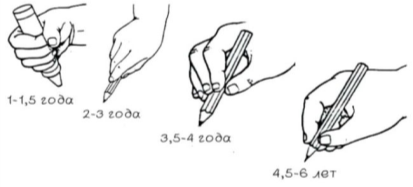 1-1,5 года
2-3 года
3,5-4 года
4,5-6 лет